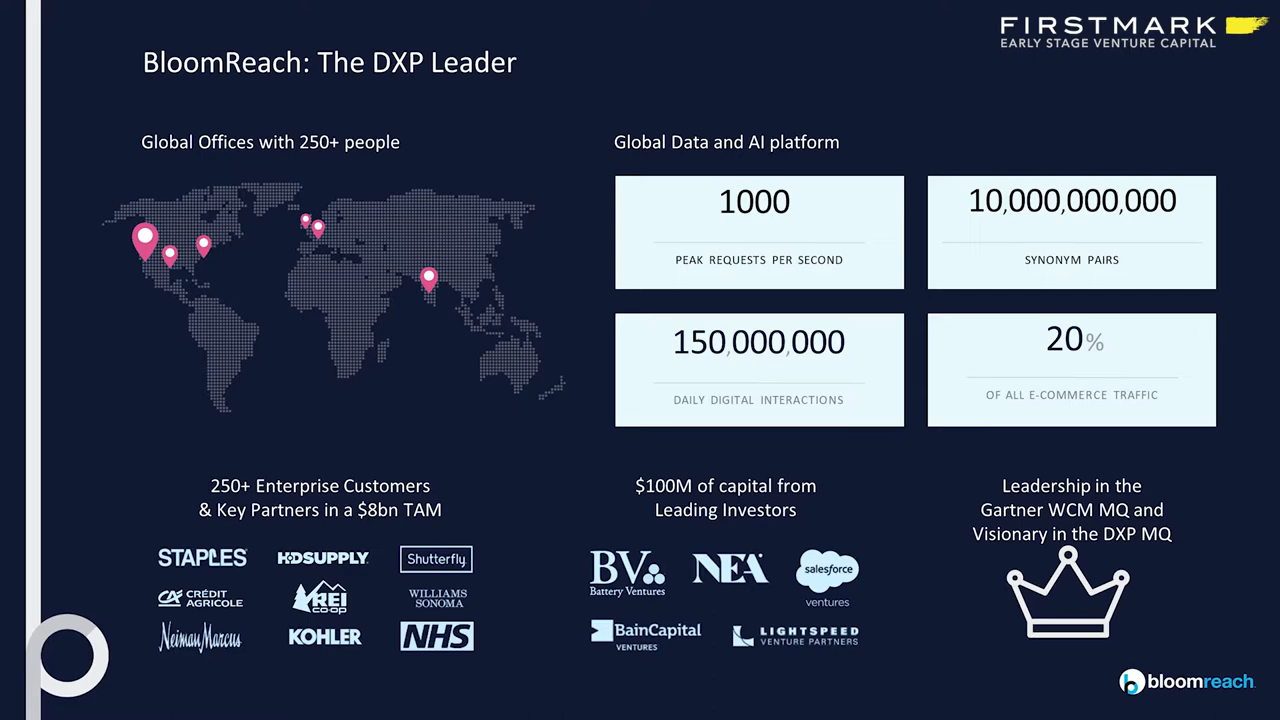 FIRSTMARK
EARLY STAGE VENTURE CAPITAL
BloomReach: The DXP Leader
Global Offices with 250+ people
Global Data and AI platform
1000
PEAK REQUESTS PER SECOND
10,000,000,000
SYNONYM PAIRS
150,000,000
DAILY DIGITAL INTERACTIONS
20%
OF ALL E-COMMERCE TRAFFIC
250+ Enterprise Customers
& Key Partners in a $8bn TAM
STAPLES
HDSUPPLY
Shutterfly
CRÉDIT
AGRICOLE
REI
CO-OP
WILLIAMS
SONOMA
Neiman Marcus
KOHLER
NHS
$100M of capital from
Leading Investors
BV
Battery Ventures
NEA
salesforce
ventures
BainCapital
VENTURES
LIGHTSPEED
VENTURE PARTNERS
Leadership in the
Gartner WCM MQ and
Visionary in the DXP MQ
bloomreach